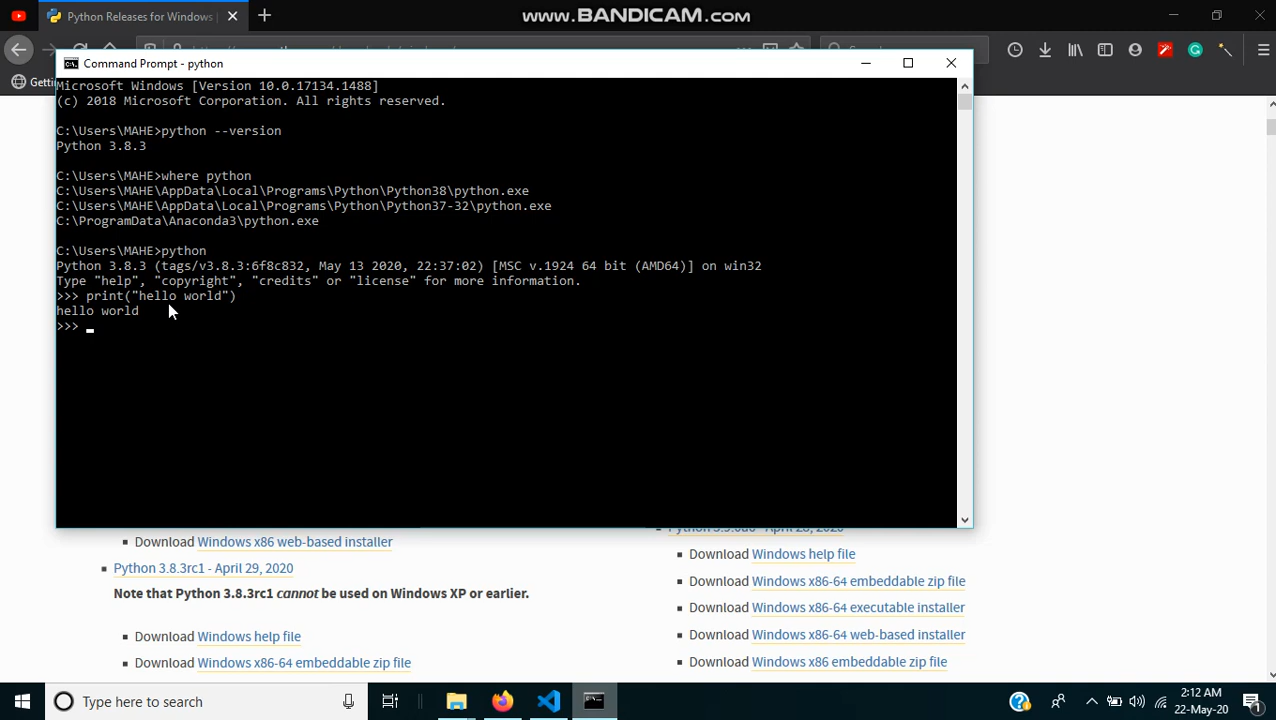 Python Releases for Windows
www.BANDICAM.com
Getti
Command Prompt - python
Microsoft Windows [Version 10.0.17134.1488]
(c) 2018 Microsoft Corporation. All rights reserved.
C:\Users\MAHE>python --version
Python 3.8.3
C:\Users\MAHE>where python
C:\Users\MAHE\AppData\Local\Programs\Python\Python38\python.exe
C:\Users\MAHE\AppData\Local\Programs\Python\Python37-32\python.exe
C:\ProgramData\Anaconda3\python.exe
C:\Users\MAHE>python
Python 3.8.3 (tags/v3.8.3:6f8c832, May 13 2020, 22:37:02) [MSC v.1924 64 bit (AMD64)] on win32
Type "help", "copyright", "credits" or "license" for more information.
>>> print("hello world")
hello world
>>>
Download Windows x86 web-based installer
Python 3.8.3rc1 - April 29, 2020
Note that Python 3.8.3rc1 cannot be used on Windows XP or earlier.
Download Windows help file
Download Windows x86-64 embeddable zip file
Python 3.9.0a6 - April 28, 2020
Download Windows help file
Download Windows x86-64 embeddable zip file
Download Windows x86-64 executable installer
Download Windows x86-64 web-based installer
Download Windows x86 embeddable zip file
Type here to search
2:12 AM
22-May-20
1